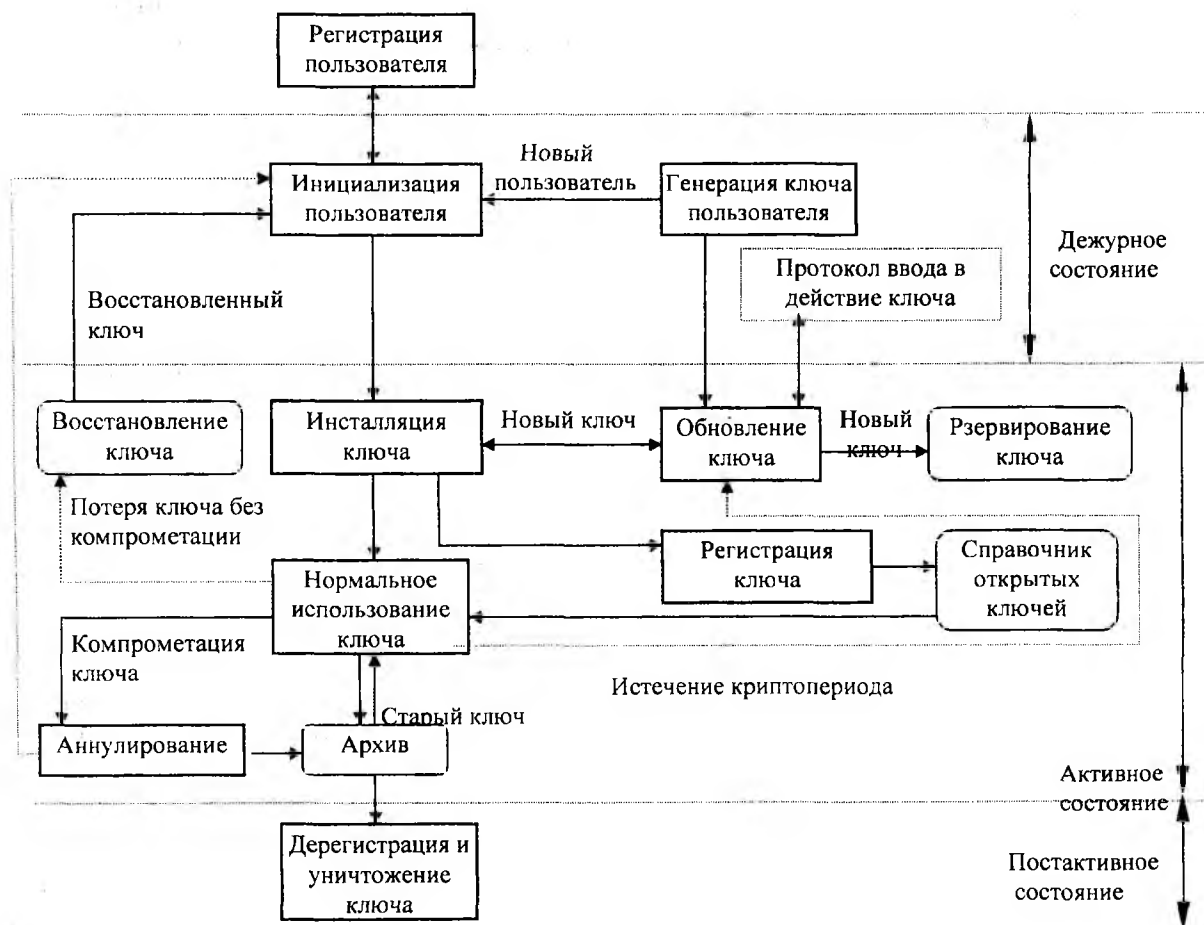 Регистрация
пользователя
Новый
пользователь
Инициализация
пользователя
Генерация ключа
пользователя
Дежурное
состояние
Протокол ввода в
действие ключа
Восстановленный
ключ
Восстановление
ключа
Инсталляция
ключа
Новый ключ
Обновление
ключа
Новый
ключ
Рзервирование
ключа
Потеря ключа без
компрометации
Регистрация
ключа
Справочник
открытых
ключей
Нормальное
использование
ключа
Компрометация
ключа
Истечение криптопериода
Старый ключ
Аннулирование
Архив
Активное
состояние
Дерегистрация и
уничтожение
ключа
Постактивное
состояние